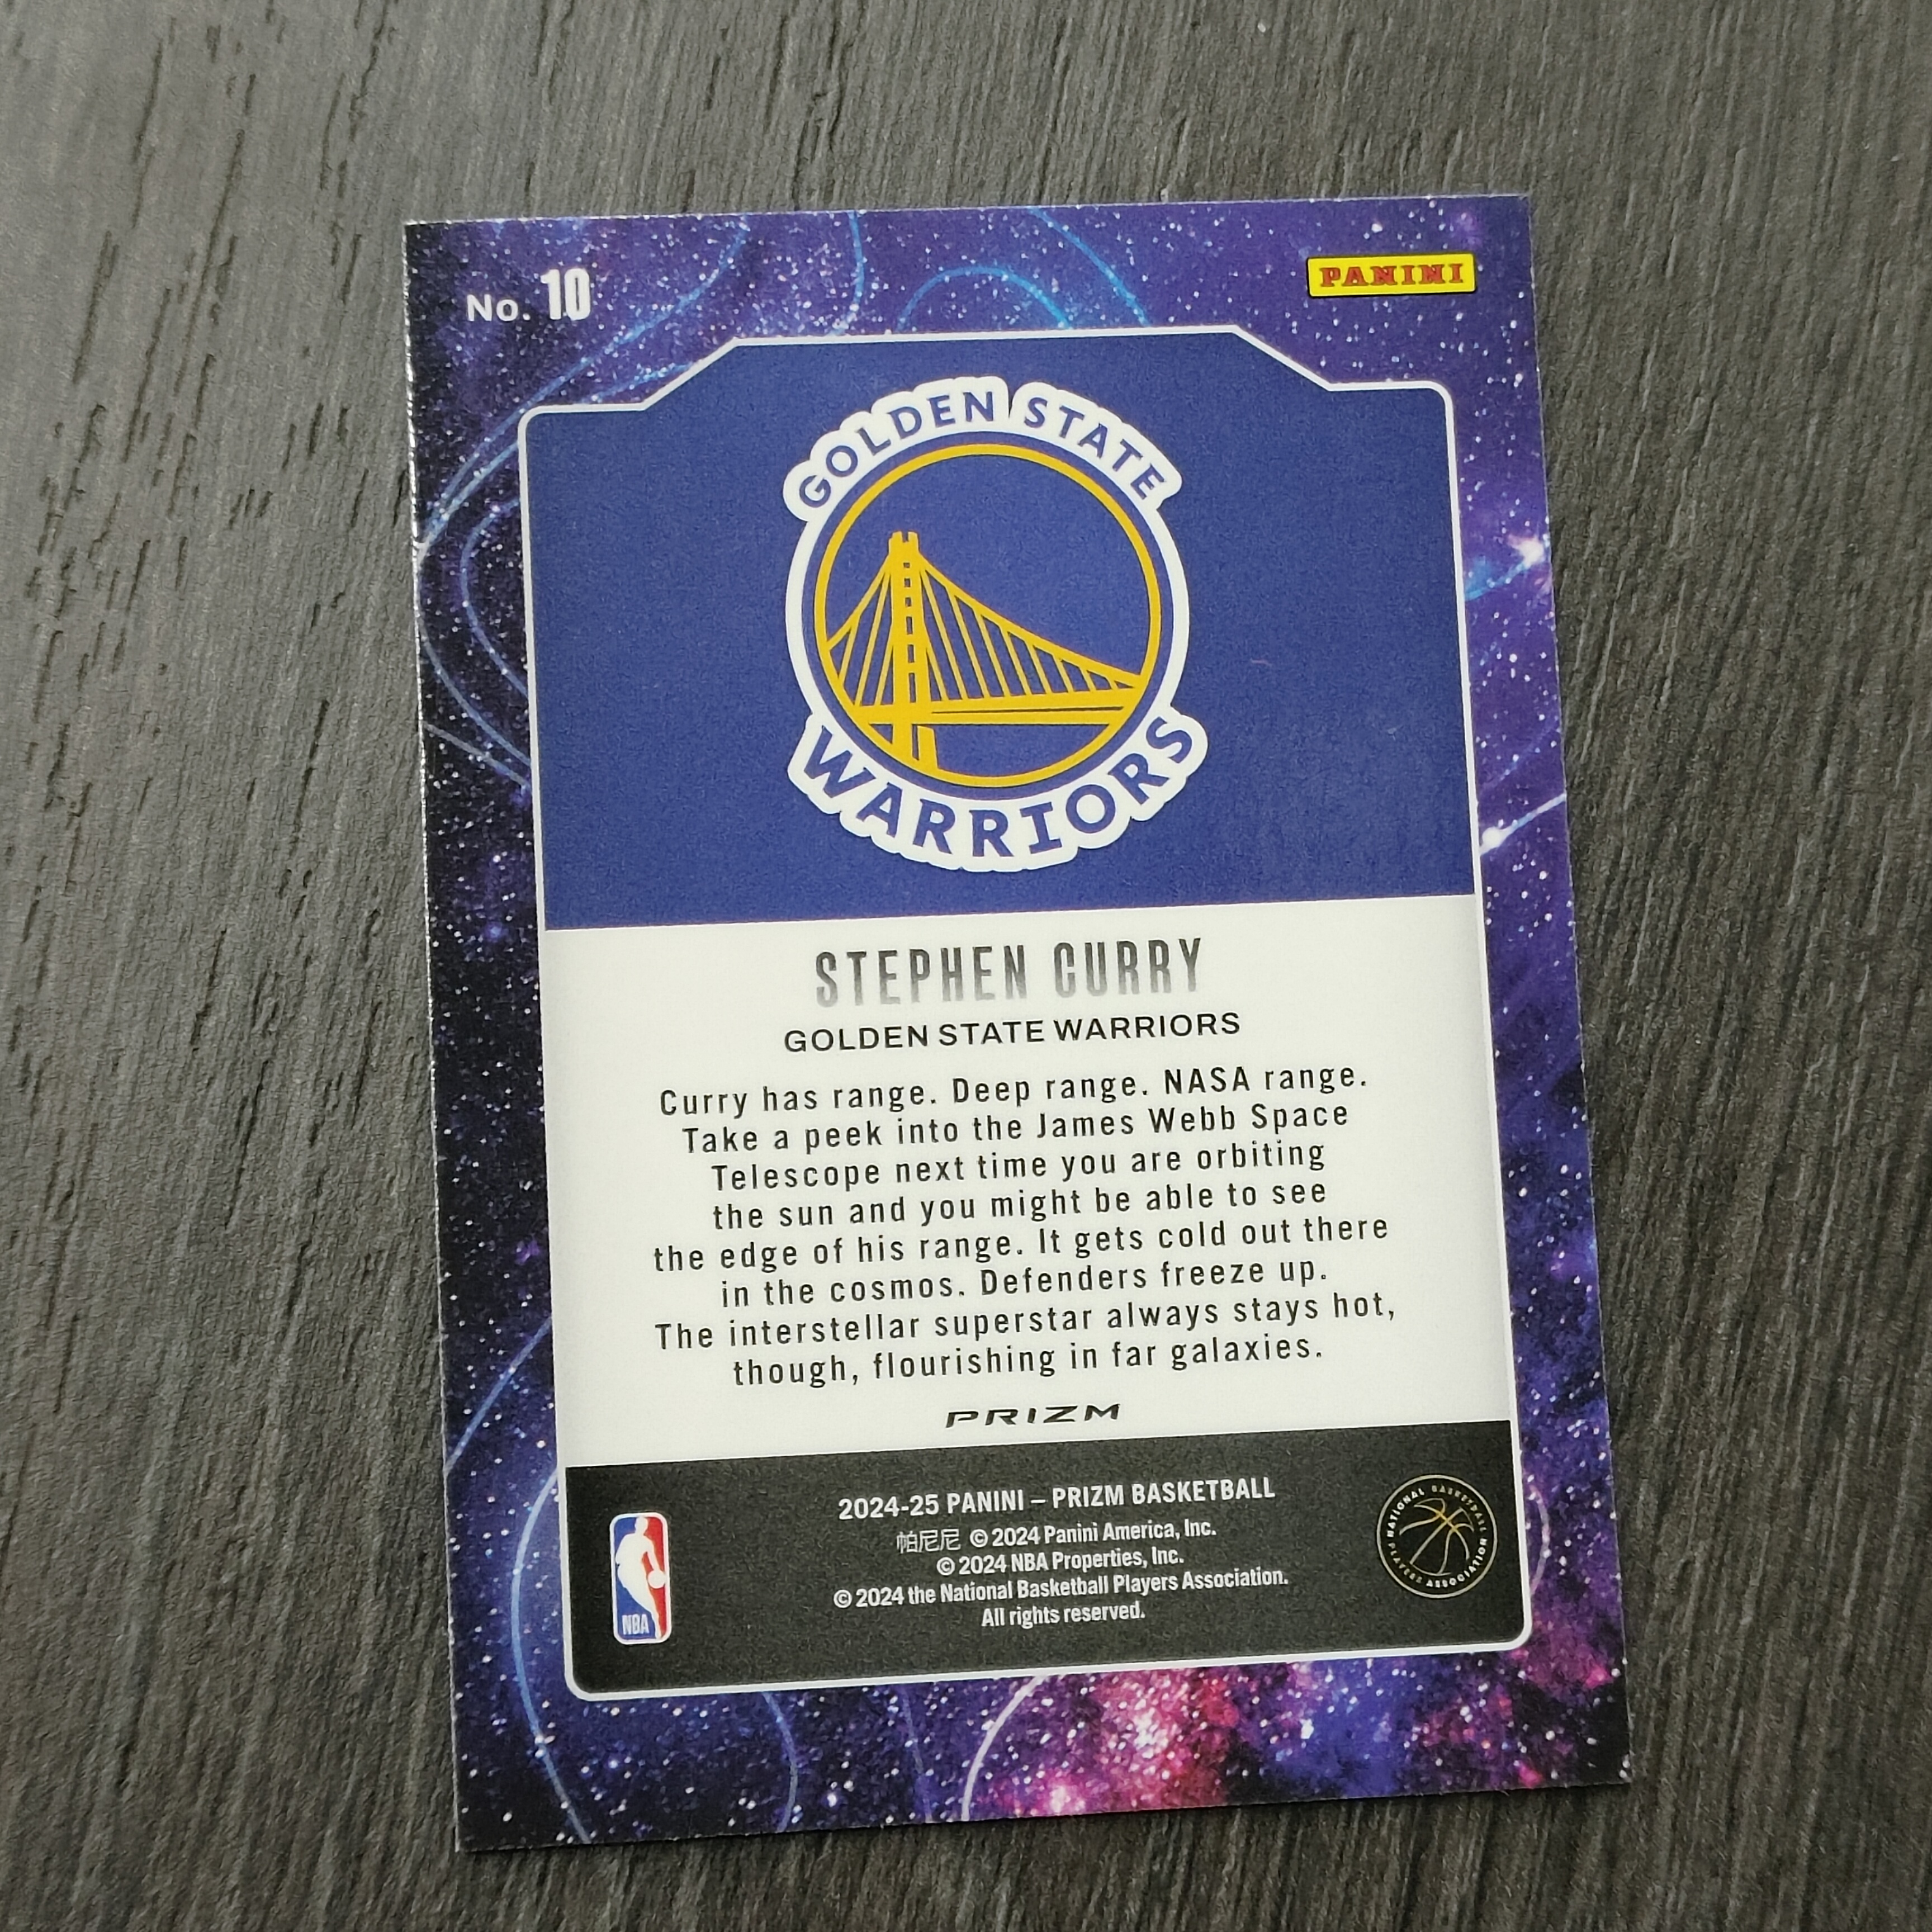 No. 10
PANINI
GOLDEN STATE
WARRIORS
STEPHEN CURRY
GOLDEN STATE WARRIORS
Curry has range. Deep range. NASA range.
Take a peek into the James Webb Space
Telescope next time you are orbiting
the sun and you might be able to see
the edge of his range. It gets cold out there
in the cosmos. Defenders freeze up.
The interstellar superstar always stays hot,
though, flourishing in far galaxies.
PRIZM
2024-25 PANINI – PRIZM BASKETBALL
帕尼尼 © 2024 Panini America, Inc.
© 2024 NBA Properties, Inc.
© 2024 the National Basketball Players Association.
All rights reserved.
NBA
NATIONAL BASKETBALL
PLAYERS ASSOCIATION